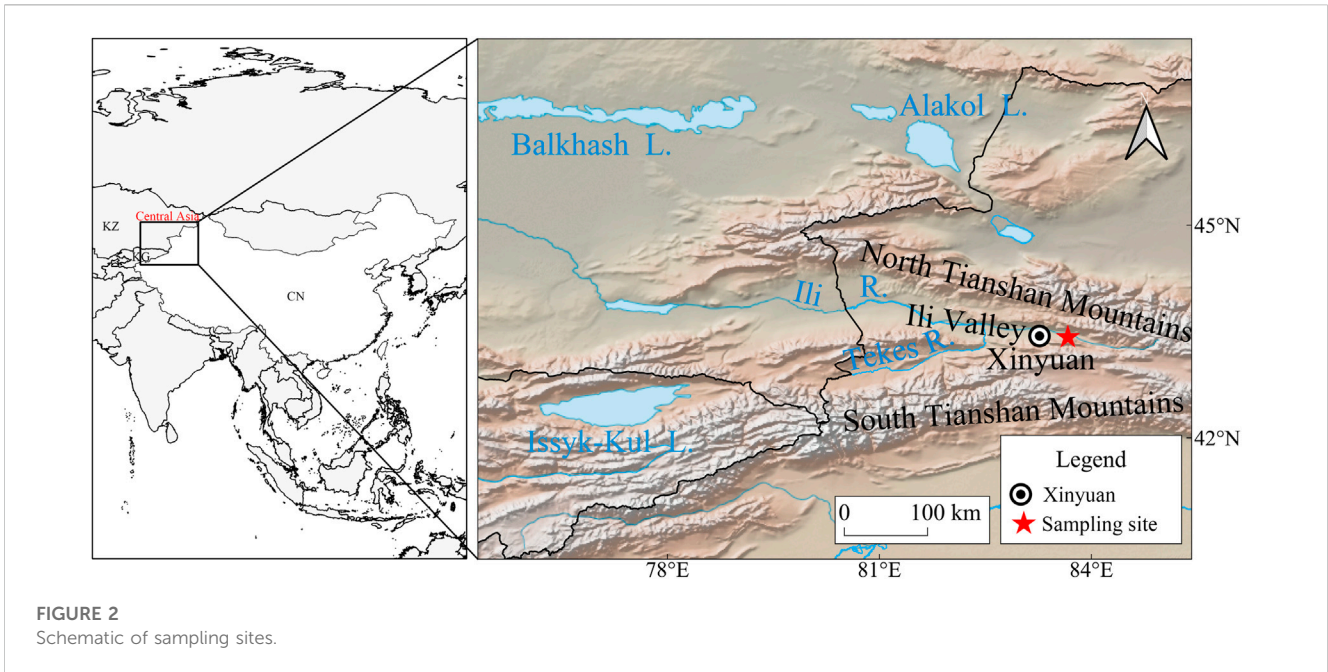 Central Asia
KZ
KG
CN
Balkhash L.
Alakol L.
45°N
North Tianshan Mountains
Ili R.
Ili Valley
Tekes R.
Xinyuan
South Tianshan Mountains
Issyk-Kul L.
42°N
Legend
Xinyuan
Sampling site
0 100 km
78°E 81°E 84°E
FIGURE 2
Schematic of sampling sites.